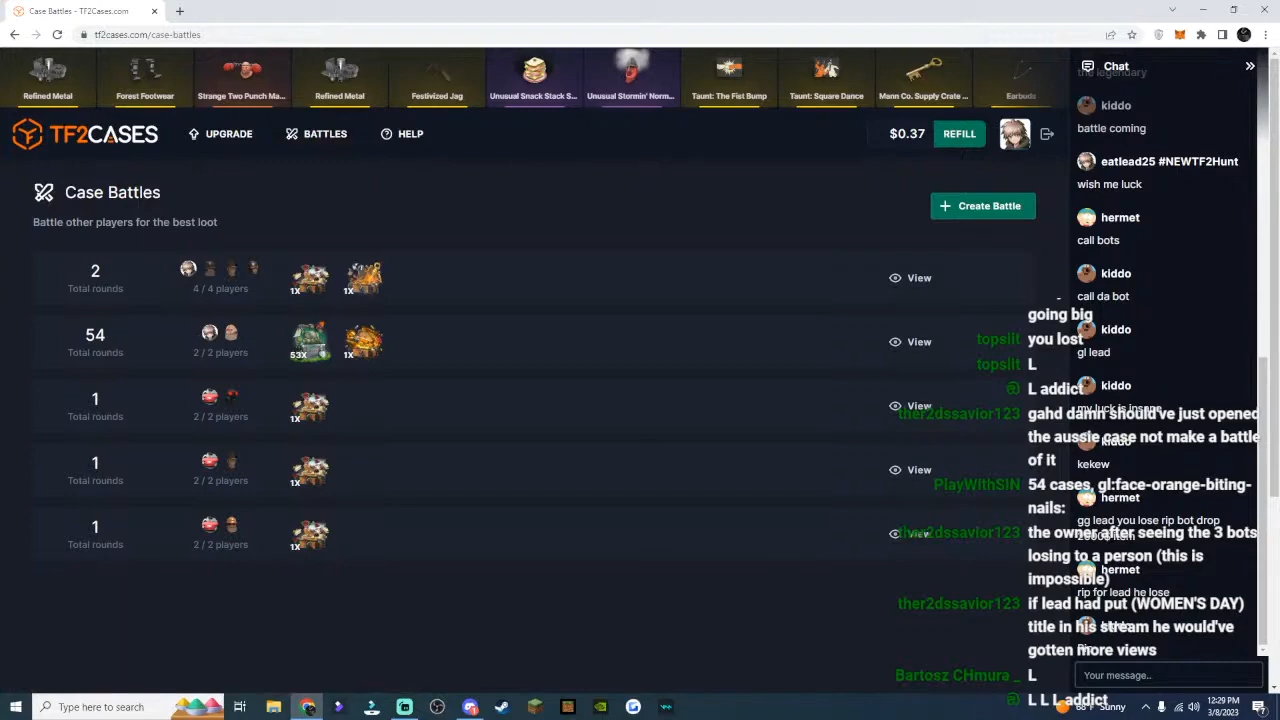 Case Battles - TF2Cases.com
tf2cases.com/case-battles
Refined Metal
Forest Footwear
Strange Two Punch Ma...
Refined Metal
Festivized Jag
Unusual Snack Stack S...
Unusual Stormin' Norm...
Taunt: The Fist Bump
Taunt: Square Dance
Mann Co. Supply Crate ...
Earbuds
TF2CASES
UPGRADE
BATTLES
HELP
$0.37
REFILL
Case Battles
Battle other players for the best loot
Create Battle
2
Total rounds
4 / 4 players
1X
1X
View
54
Total rounds
2 / 2 players
53X
1X
View
1
Total rounds
2 / 2 players
1X
View
1
Total rounds
2 / 2 players
1X
View
1
Total rounds
2 / 2 players
1X
Chat
the legendary
kiddo
battle coming
eatlead25 #NEWTF2Hunt
wish me luck
hermet
call bots
kiddo
call da bot
kiddo
gl lead
kiddo
my luck is insane
kiddo
kekew
hermet
gg lead you lose rip bot drop
hermet
rip for lead he lose
Your message..
going big
topslit you lost
topslit L
@ L addict
ther2dssavior123 gahd damn should've just opened
the aussie case not make a battle
of it
PlayWithSIN 54 cases, gl:face-orange-biting-
nails:
ther2dssavior123 the owner after seeing the 3 bots
losing to a person (this is
impossible)
ther2dssavior123 if lead had put (WOMEN'S DAY)
title in his stream he would've
gotten more views
Bartosz CHmura _ L
@ L L L addict
Type here to search
Sunny
12:29 PM
3/8/2023